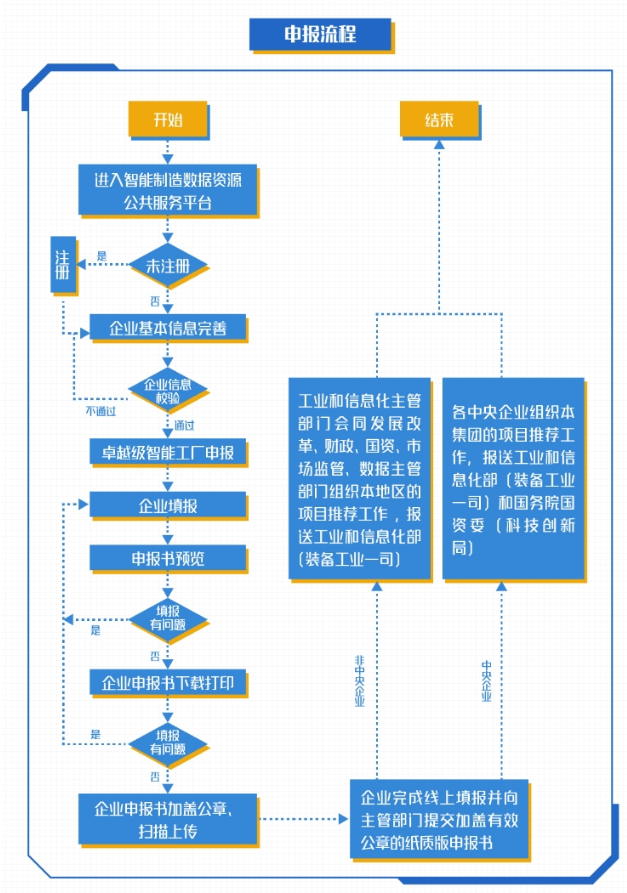 申报流程
开始
进入智能制造数据资源
公共服务平台
未注册
是
注
册
否
企业基本信息完善
企业信息
校验
不通过
通过
卓越级智能工厂申报
企业填报
申报书预览
填报
有问题
是
否
企业申报书下载打印
填报
有问题
是
否
企业申报书加盖公章、
扫描上传
企业完成线上填报并向
主管部门提交加盖有效
公章的纸质版申报书
非中央企业
中央企业
工业和信息化主管
部门会同发展改
革、财政、国资、市
场监管、数据主管
部门组织本地区的
项目推荐工作，报
送工业和信息化部
(装备工业一司)
各中央企业组织本
集团的项目推荐工
作，报送工业和信
息化部(装备工业
一司)和国务院国
资委(科技创新
局)
结束